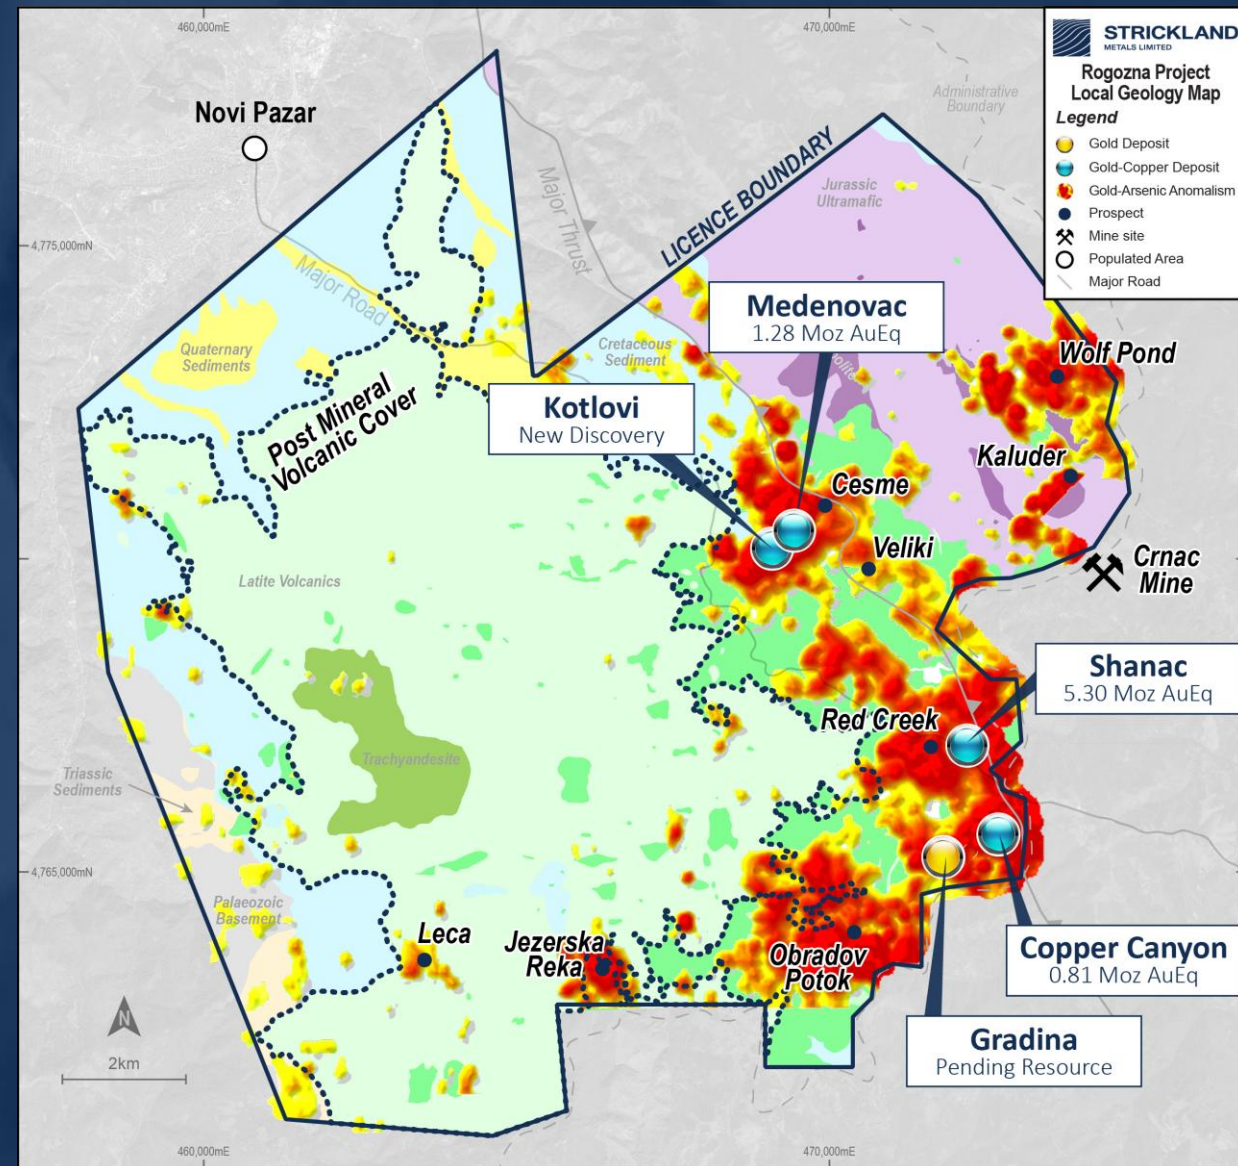 460,000mE
470,000mE
STRICKLAND
METALS LIMITED
Rogozna Project
Local Geology Map
Legend
Gold Deposit
Gold-Copper Deposit
Gold-Arsenic Anomalism
Prospect
Mine site
Populated Area
Major Road
Administrative
Boundary
Novi Pazar
Major Thrust
LICENCE BOUNDARY
Jurassic
Ultramafic
4,775,000mN
Major Road
Medenovac
1.28 Moz AuEq
Quaternary
Sediments
Cretaceous
Sediment
Wolf Pond
Kotlovi
New Discovery
Post Mineral
Volcanic Cover
Kaluder
Cesme
Veliki
Crnac
Mine
Latite Volcanics
Shanac
5.30 Moz AuEq
Red Creek
Trachyandesite
Triassic
Sediments
4,765,000mN
Palaeozoic
Basement
Leca
Jezerska
Reka
Obradov
Potok
Copper Canyon
0.81 Moz AuEq
Gradina
Pending Resource
N
2km
460,000mE
470,000mE